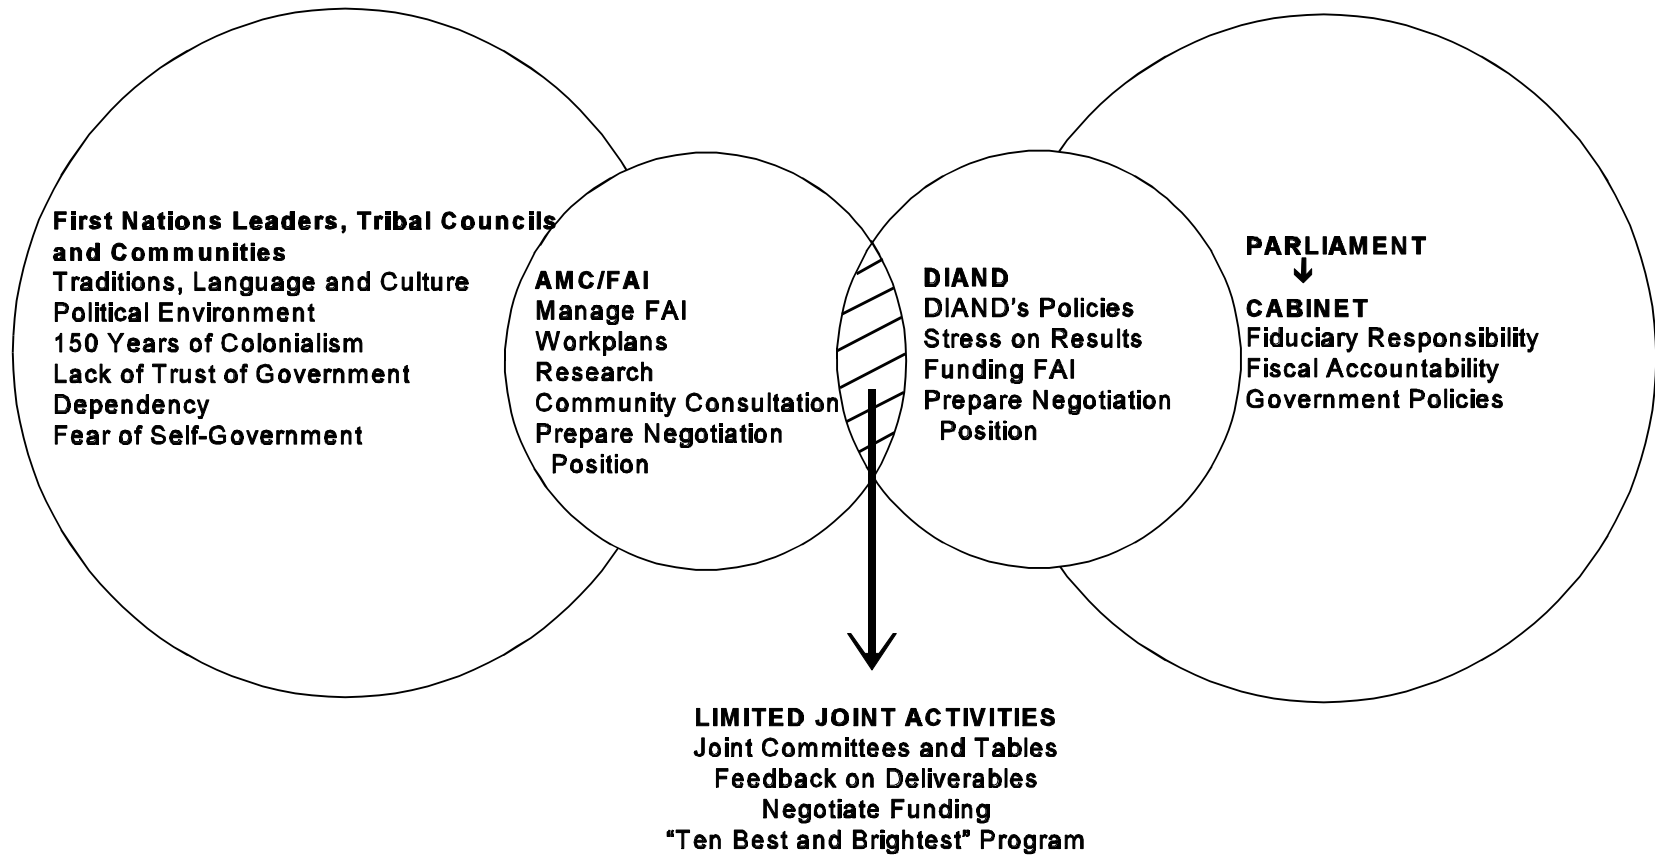 First Nations Leaders, Tribal Councils
and Communities
Traditions, Language and Culture
Political Environment
150 Years of Colonialism
Lack of Trust of Government
Dependency
Fear of Self-Government
AMC/FAI
Manage FAI
Workplans
Research
Community Consultation
Prepare Negotiation
Position
DIAND
DIAND's Policies
Stress on Results
Funding FAI
Prepare Negotiation
Position
PARLIAMENT
CABINET
Fiduciary Responsibility
Fiscal Accountability
Government Policies
LIMITED JOINT ACTIVITIES
Joint Committees and Tables
Feedback on Deliverables
Negotiate Funding
“Ten Best and Brightest” Program